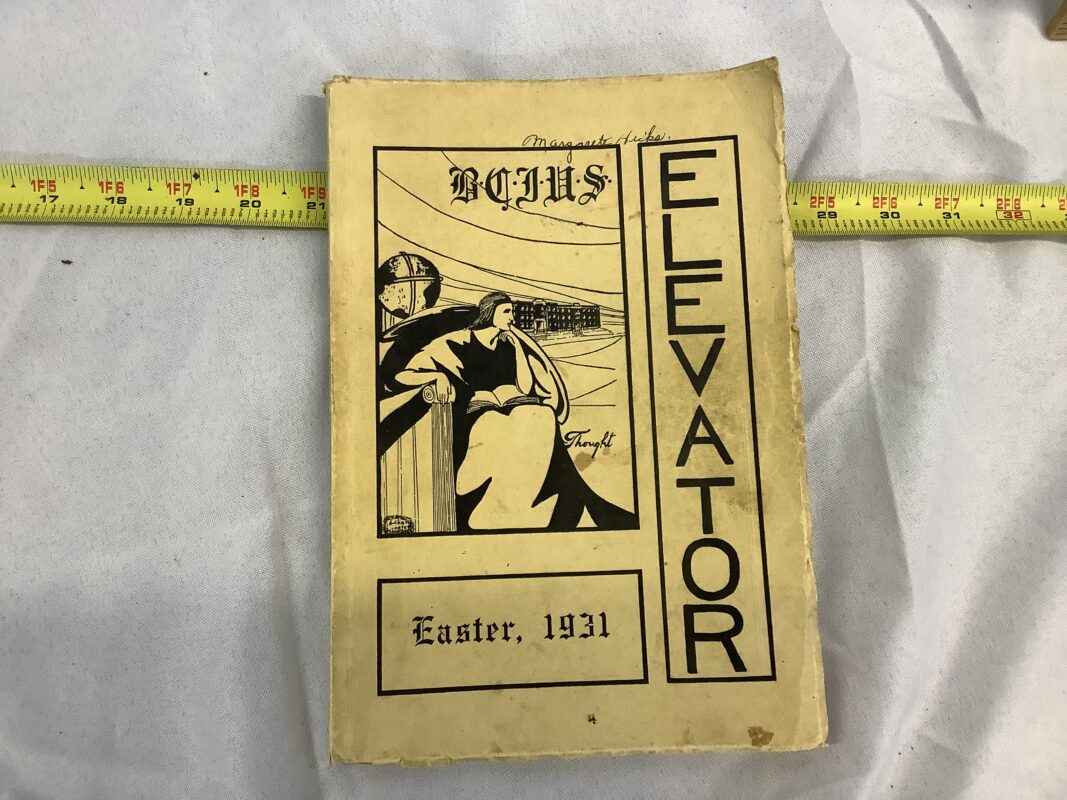 Margaret Hicks.
B·C·I·U·S·
ELEVATOR
Thought
Easter, 1931
1F5 1F6 1F7 1F8 2F5 2F6 2F7 2F8
17 18 19 20 21 29 30 31 32